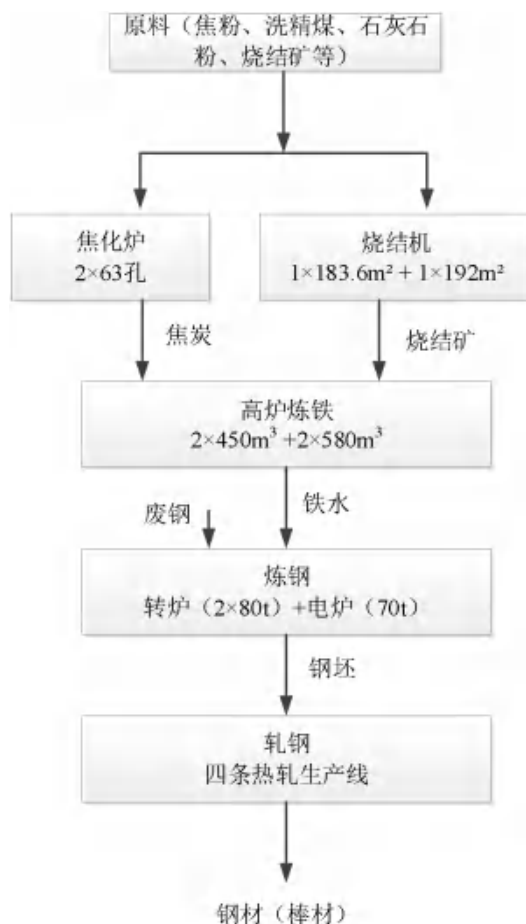 原料（焦粉、洗精煤、石灰石
粉、烧结矿等）
焦化炉
2×63孔
烧结机
1×183.6m² + 1×192m²
焦炭
烧结矿
高炉炼铁
2×450m³ +2×580m³
废钢
铁水
炼钢
转炉（2×80t）+电炉（70t）
钢坯
轧钢
四条热轧生产线
钢材（棒材）